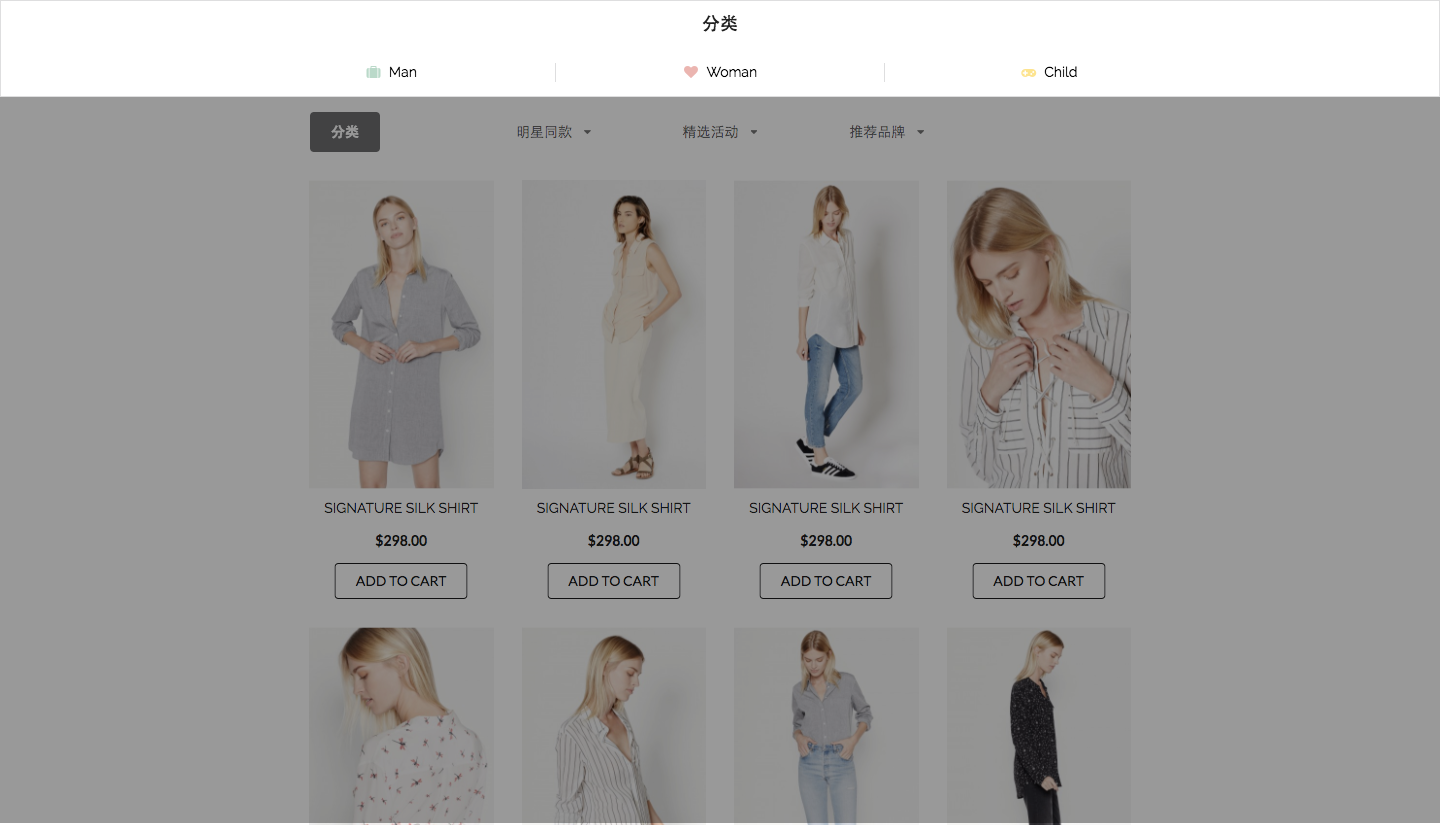 分类
Man
Woman
Child
分类
明星同款
精选活动
推荐品牌
SIGNATURE SILK SHIRT
SIGNATURE SILK SHIRT
SIGNATURE SILK SHIRT
SIGNATURE SILK SHIRT
$298.00
$298.00
$298.00
$298.00
ADD TO CART
ADD TO CART
ADD TO CART
ADD TO CART